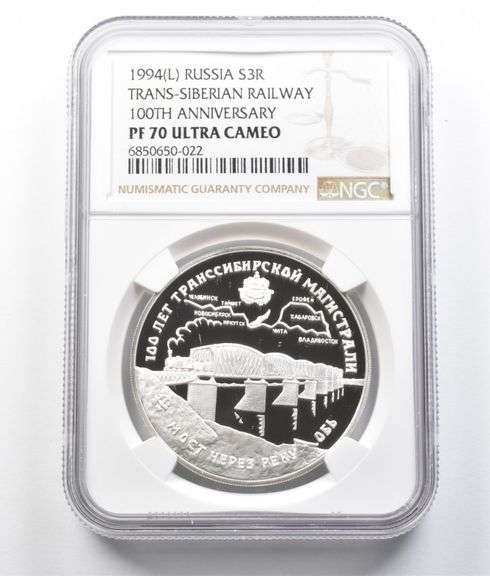 1994(L) RUSSIA S3R
TRANS-SIBERIAN RAILWAY
100TH ANNIVERSARY
PF 70 ULTRA CAMEO
6850650-022
NUMISMATIC GUARANTY COMPANY
NGC
100 ЛЕТ ТРАНССИБИРСКОЙ МАГИСТРАЛИ
ЧЕЛЯБИНСК
ТАЙШЕТ
ЕРОФЕЙ
НОВОСИБИРСК
ХАБАРОВСК
ИРКУТСК
ЧИТА
ВЛАДИВОСТОК
МОСТ ЧЕРЕЗ РЕКУ ОБЬ